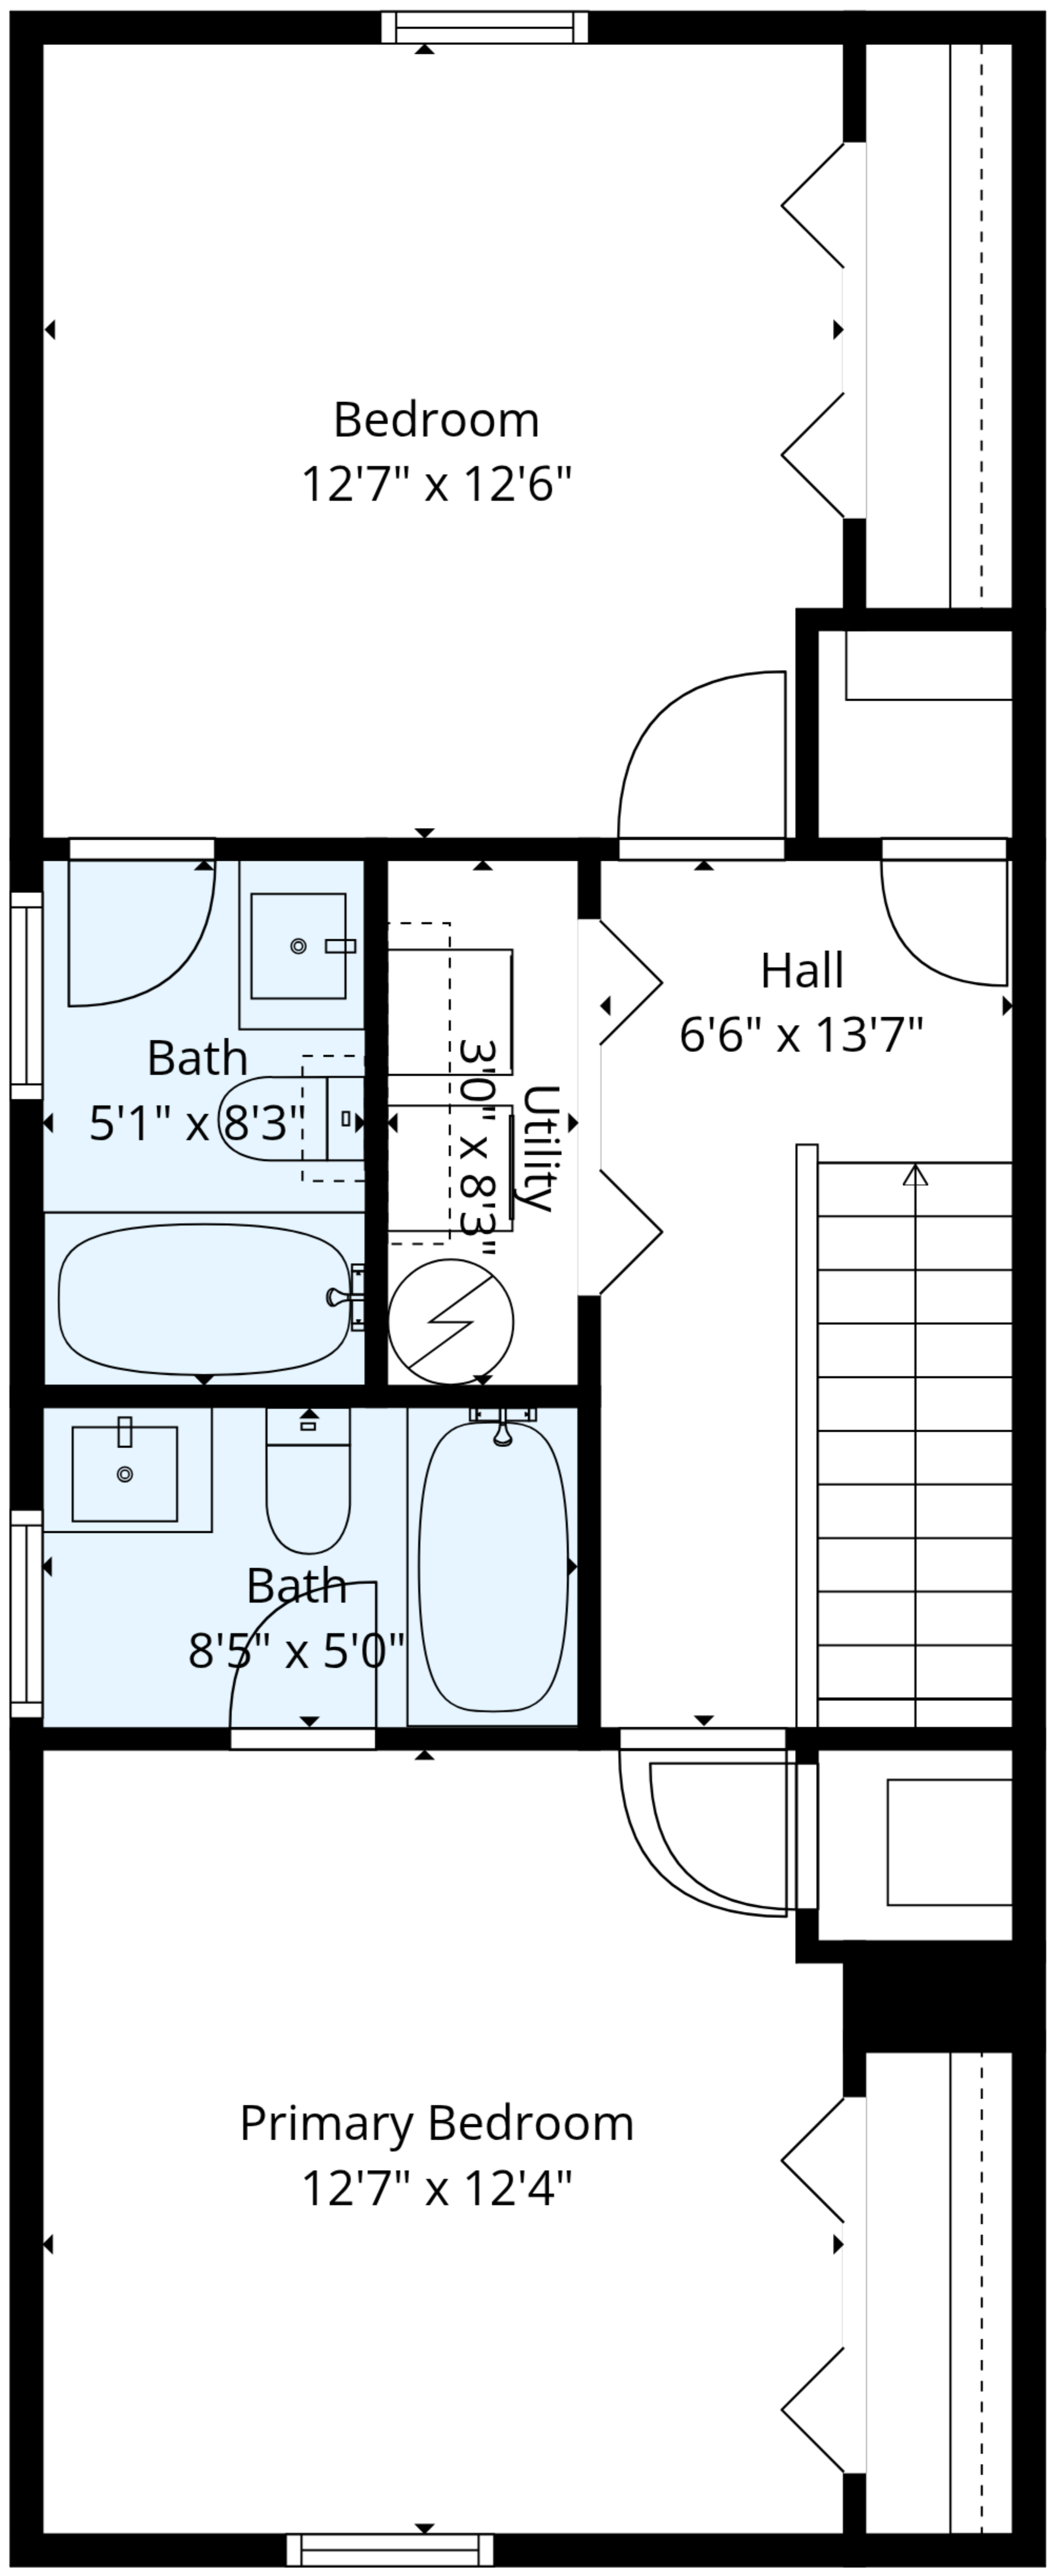 Bedroom
12'7" x 12'6"
Hall
6'6" x 13'7"
Bath
5'1" x 8'3"
Utility
3'0" x 8'3"
Bath
8'5" x 5'0"
Primary Bedroom
12'7" x 12'4"